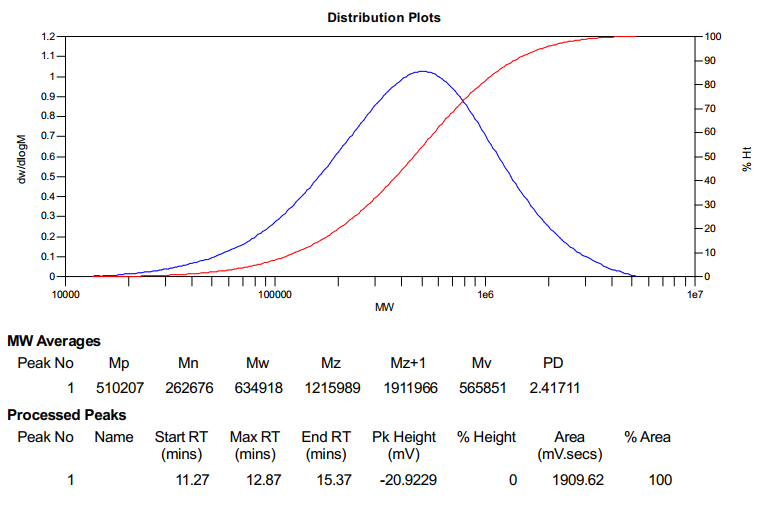 Distribution Plots
1.2
1.1
1
0.9
0.8
0.7
0.6
0.5
0.4
0.3
0.2
0.1
0
dw/dlogM
100
90
80
70
60
50
40
30
20
10
0
% Ht
10000 100000 1e6 1e7
MW
MW Averages
Peak No Mp Mn Mw Mz Mz+1 Mv PD
1 510207 262676 634918 1215989 1911966 565851 2.41711
Processed Peaks
Peak No Name Start RT Max RT End RT Pk Height % Height Area % Area
(mins) (mins) (mins) (mV) (mV.secs)
1 11.27 12.87 15.37 -20.9229 0 1909.62 100